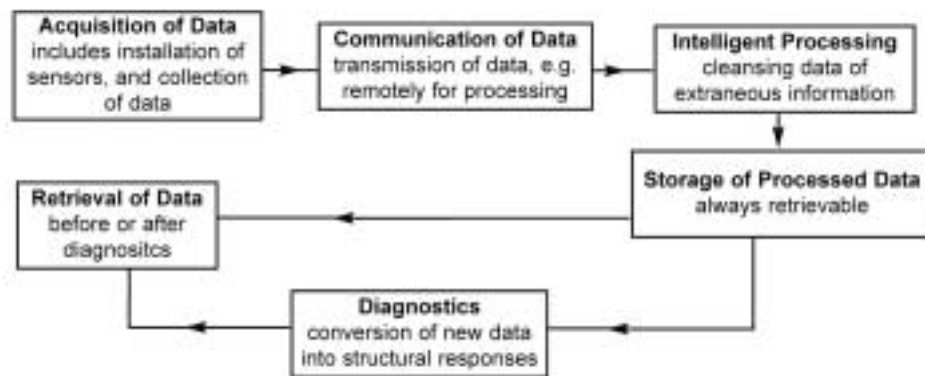 Acquisition of Data
includes installation of
sensors, and collection
of data
Communication of Data
transmission of data, e.g.
remotely for processing
Intelligent Processing
cleansing data of
extraneous information
Storage of Processed Data
always retrievable
Retrieval of Data
before or after
diagnositcs
Diagnostics
conversion of new data
into structural responses